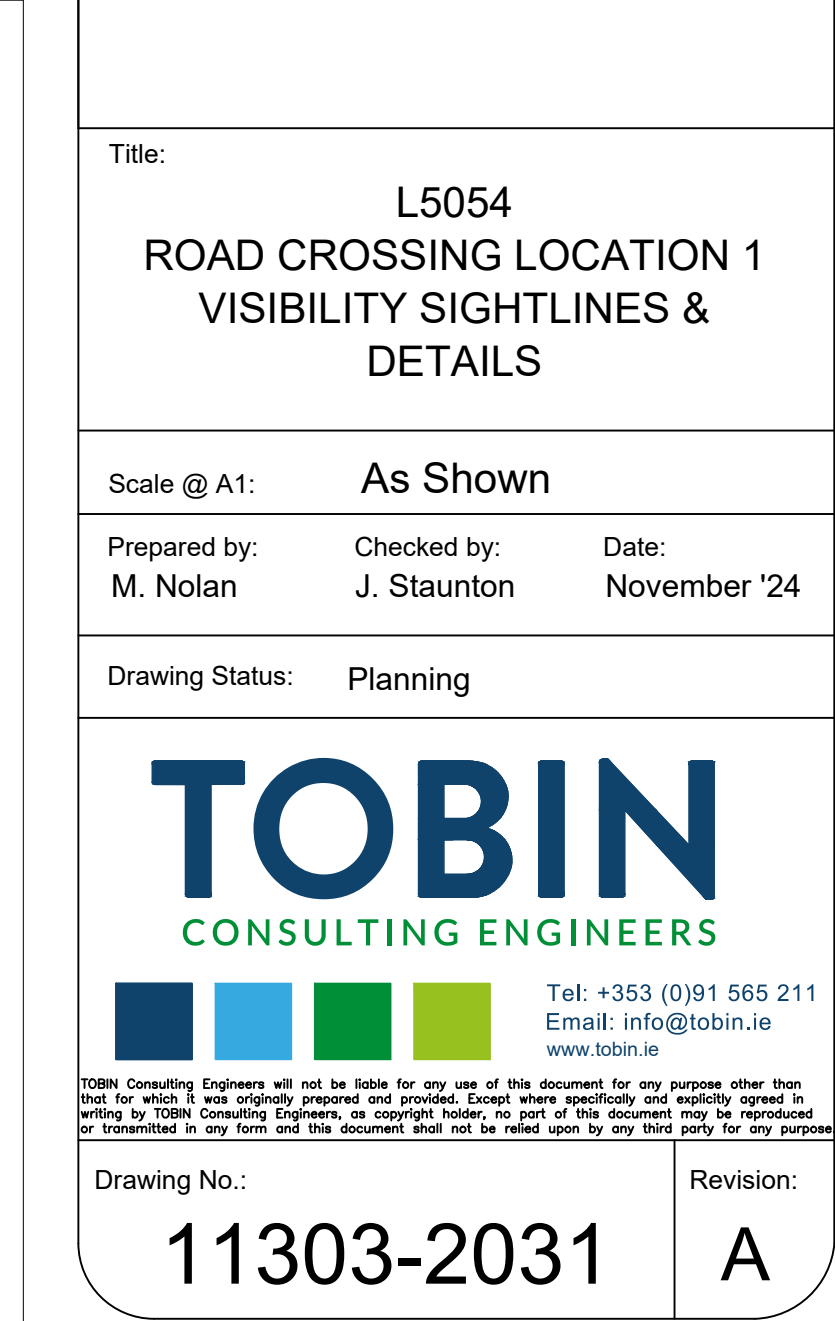 Title:
L5054
ROAD CROSSING LOCATION 1
VISIBILITY SIGHTLINES &
DETAILS
Scale @ A1: As Shown
Prepared by: Checked by: Date:
M. Nolan J. Staunton November '24
Drawing Status: Planning
TOBIN
CONSULTING ENGINEERS
Tel: +353 (0)91 565 211
Email: info@tobin.ie
www.tobin.ie
TOBIN Consulting Engineers will not be liable for any use of this document for any purpose other than
that for which it was originally prepared and provided. Except where specifically and explicitly agreed in
writing by TOBIN Consulting Engineers, as copyright holder, no part of this document may be reproduced
or transmitted in any form and this document shall not be relied upon by any third party for any purpose.
Drawing No.: Revision:
11303-2031 A